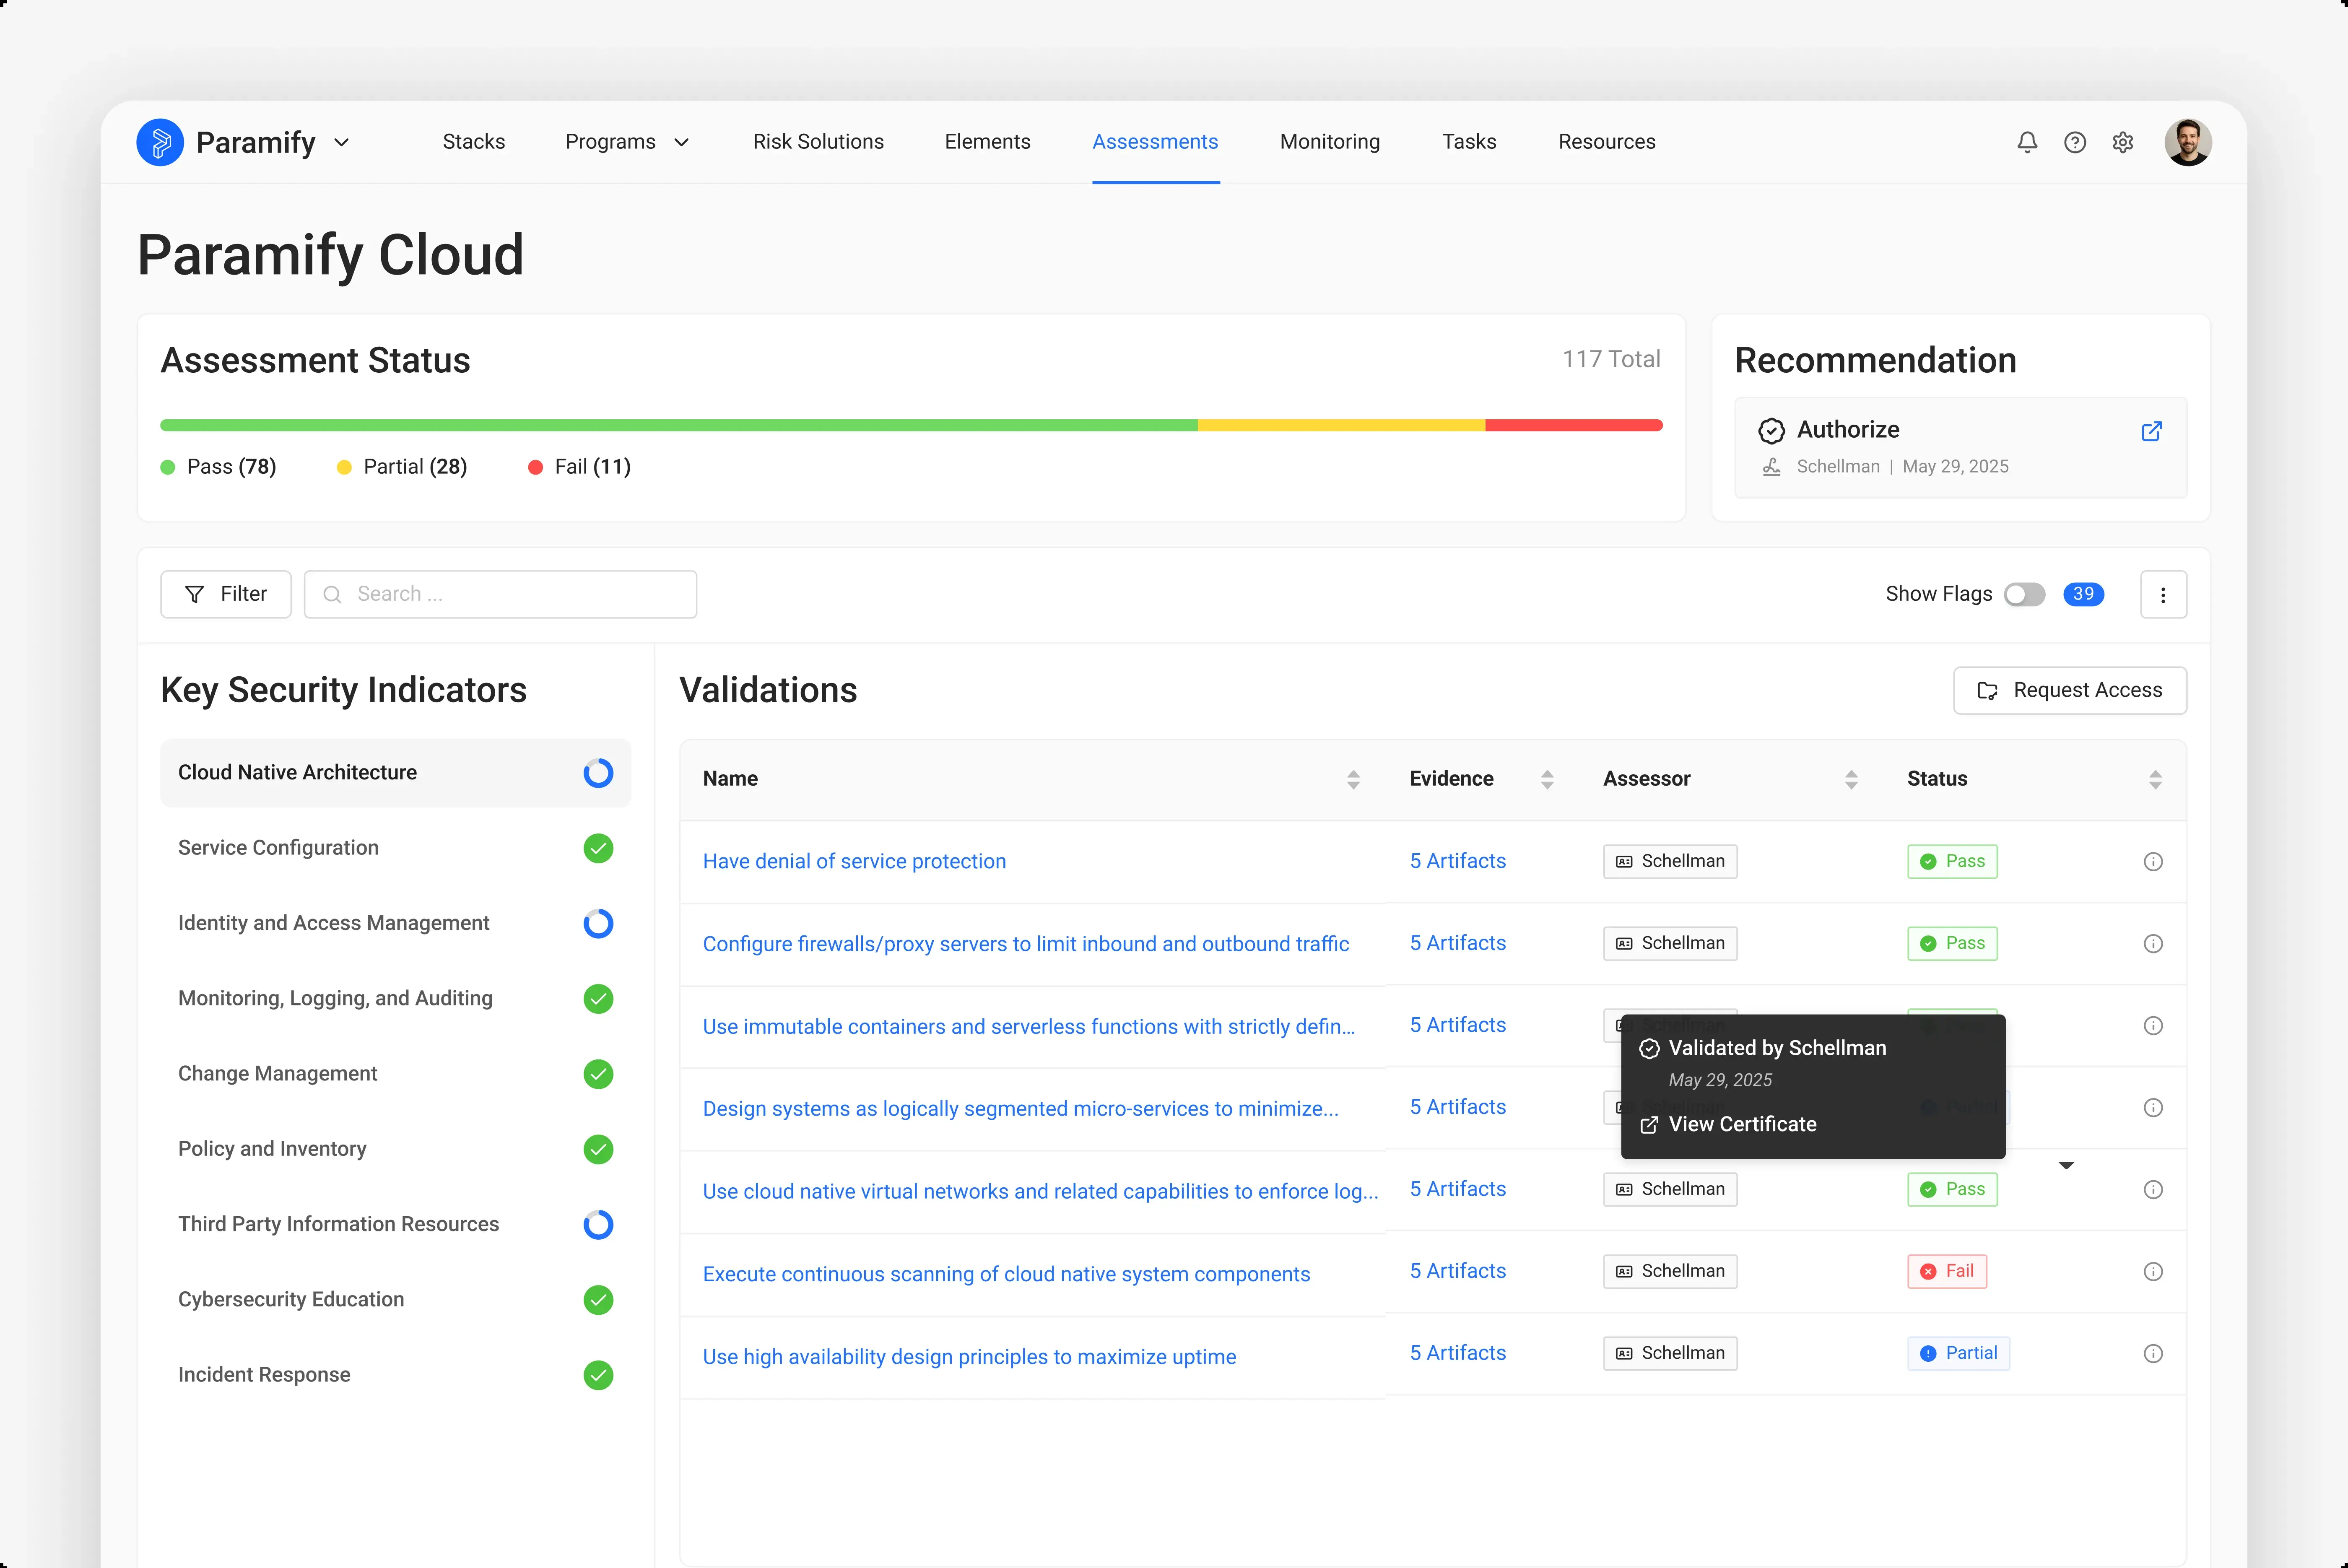 Paramify
Stacks
Programs
Risk Solutions
Elements
Assessments
Monitoring
Tasks
Resources
Paramify Cloud
Assessment Status
117 Total
Pass (78)
Partial (28)
Fail (11)
Recommendation
Authorize
Schellman | May 29, 2025
Filter
Search ...
Show Flags
39
Key Security Indicators
Cloud Native Architecture
Service Configuration
Identity and Access Management
Monitoring, Logging, and Auditing
Change Management
Policy and Inventory
Third Party Information Resources
Cybersecurity Education
Incident Response
Validations
Request Access
Name Evidence Assessor Status
Have denial of service protection 5 Artifacts Schellman Pass
Configure firewalls/proxy servers to limit inbound and outbound traffic 5 Artifacts Schellman Pass
Use immutable containers and serverless functions with strictly defin... 5 Artifacts Schellman
Validated by Schellman
May 29, 2025
Design systems as logically segmented micro-services to minimize... 5 Artifacts Partial
View Certificate
Use cloud native virtual networks and related capabilities to enforce log... 5 Artifacts Schellman Pass
Execute continuous scanning of cloud native system components 5 Artifacts Schellman Fail
Use high availability design principles to maximize uptime 5 Artifacts Schellman Partial